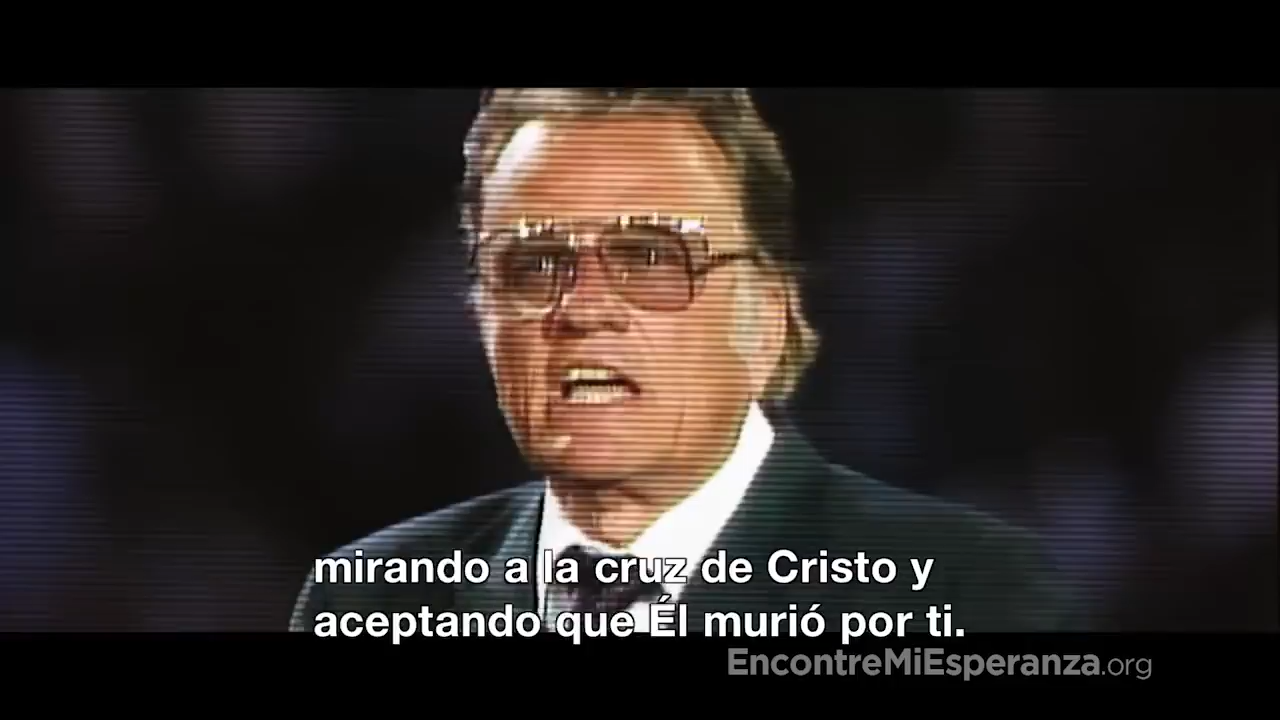 mirando a la cruz de Cristo y
aceptando que Él murió por ti.
EncontreMiEsperanza.org